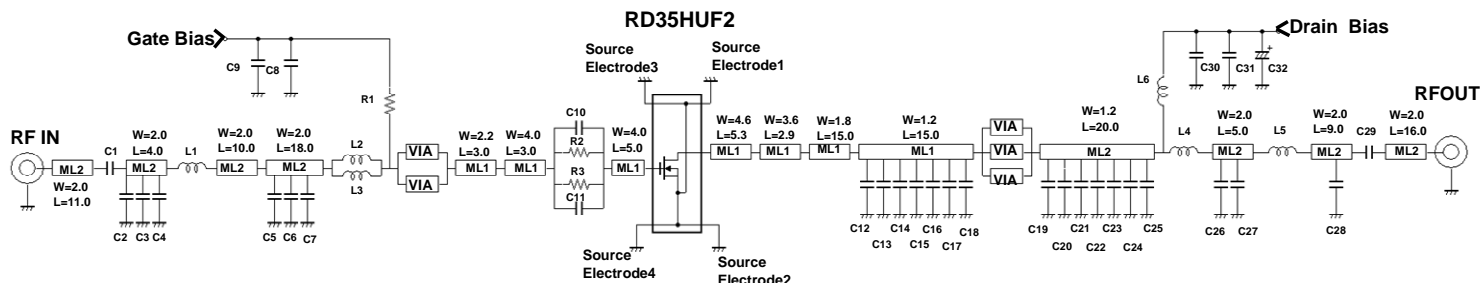 RD35HUF2
Gate Bias
Drain Bias
Source
Electrode3
Source
Electrode1
C9
C8
R1
C30
C31
+
C32
L6
RF IN
RFOUT
ML2
W=2.0
L=11.0
C1
W=2.0
L=4.0
ML2
C2
C3
C4
L1
W=2.0
L=10.0
ML2
W=2.0
L=18.0
ML2
C5
C6
C7
L2
L3
VIA
VIA
W=2.2
L=3.0
ML1
W=4.0
L=3.0
ML1
C10
R2
R3
C11
W=4.0
L=5.0
ML1
Source
Electrode4
Source
Electrode2
W=4.6
L=5.3
ML1
W=3.6
L=2.9
ML1
W=1.8
L=15.0
ML1
W=1.2
L=15.0
ML1
C12
C13
C14
C15
C16
C17
C18
VIA
VIA
VIA
W=1.2
L=20.0
ML2
C19
C20
C21
C22
C23
C24
C25
L4
W=2.0
L=5.0
ML2
C26
C27
L5
W=2.0
L=9.0
ML2
C28
C29
W=2.0
L=16.0
ML2